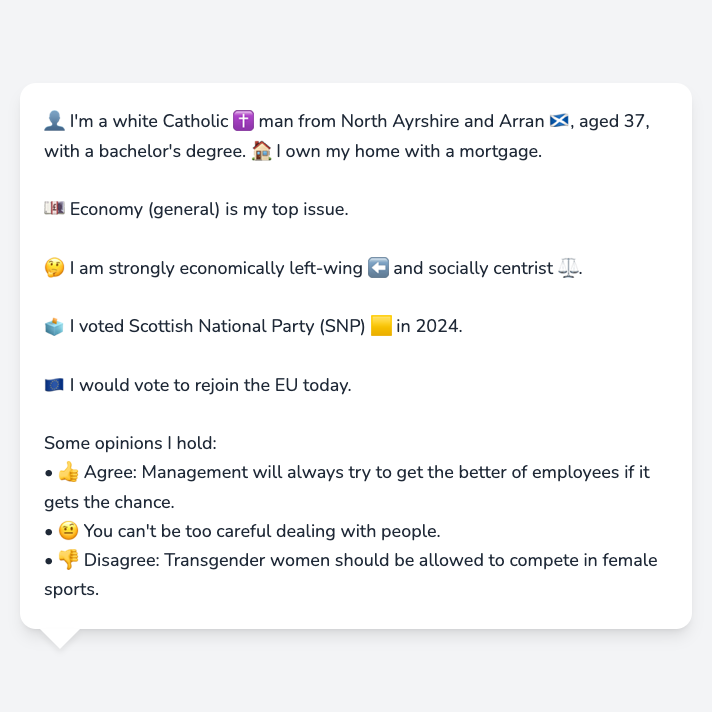 👤 I'm a white Catholic ✝️ man from North Ayrshire and Arran 🏴󠁧󠁢󠁳󠁣󠁴󠁿, aged 37,
with a bachelor's degree. 🏠 I own my home with a mortgage.
💷 Economy (general) is my top issue.
🤔 I am strongly economically left-wing ⬅️ and socially centrist ⚖️.
🗳️ I voted Scottish National Party (SNP) 🟨 in 2024.
🇪🇺 I would vote to rejoin the EU today.
Some opinions I hold:
• 👍 Agree: Management will always try to get the better of employees if it
gets the chance.
• 🤨 You can't be too careful dealing with people.
• 👎 Disagree: Transgender women should be allowed to compete in female
sports.